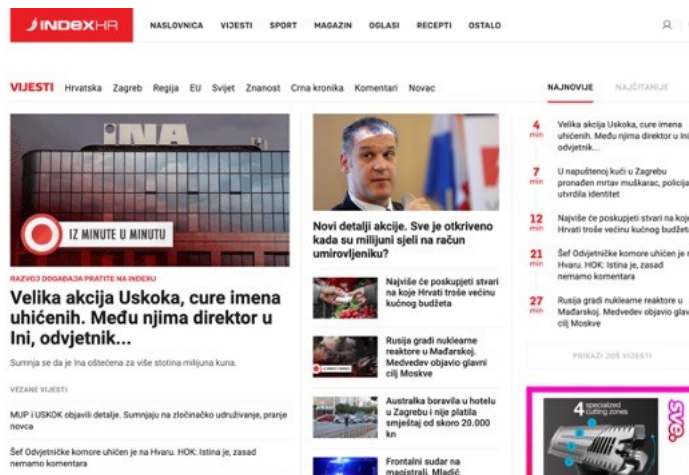 INDEXHR
NASLOVNICA VIJESTI SPORT MAGAZIN OGLASI RECEPTI OSTALO
VIJESTI Hrvatska Zagreb Regija EU Svijet Znanost Crna kronika Komentari Novac
NAJNOVIJE NAJČITANIJE
INA
IZ MINUTE U MINUTU
RAZVOJ DOGAĐAJA PRATITE NA INDEXU
Velika akcija Uskoka, cure imena
uhićenih. Među njima direktor u
Ini, odvjetnik...
Sumnja se da je Ina oštećena za više stotina milijuna kuna.
VEZANE VIJESTI
MUP i USKOK objavili detalje. Sumnjaju na zločinačko udruživanje, pranje
novca
Šef Odvjetničke komore uhićen je na Hvaru. HOK: Istina je, zasad
nemamo komentara
Novi detalji akcije. Sve je otkriveno
kada su milijuni sjeli na račun
umirovljeniku?
Najviše će poskupjeti stvari
na koje Hrvati troše većinu
kućnog budžeta
Rusija gradi nuklearne
reaktore u Mađarskoj.
Medvedev objavio glavni
cilj Moskve
Australka boravila u hotelu
u Zagrebu i nije platila
smještaj od skoro 20.000
kn
Frontalni sudar na
magistrali. Mladić
4 min
Velika akcija Uskoka, cure imena
uhićenih. Među njima direktor u Ini,
odvjetnik...
7 min
U napuštenoj kući u Zagrebu
pronađen mrtav muškarac, policija
utvrdila identitet
12 min
Najviše će poskupjeti stvari na koje
Hrvati troše većinu kućnog budžeta
21 min
Šef Odvjetničke komore uhićen je n
Hvaru. HOK: Istina je, zasad
nemamo komentara
27 min
Rusija gradi nuklearne reaktore u
Mađarskoj. Medvedev objavio glav
cilj Moskve
PRIKAŽI JOŠ VIJESTI
4 specialized
cutting zones
sve.